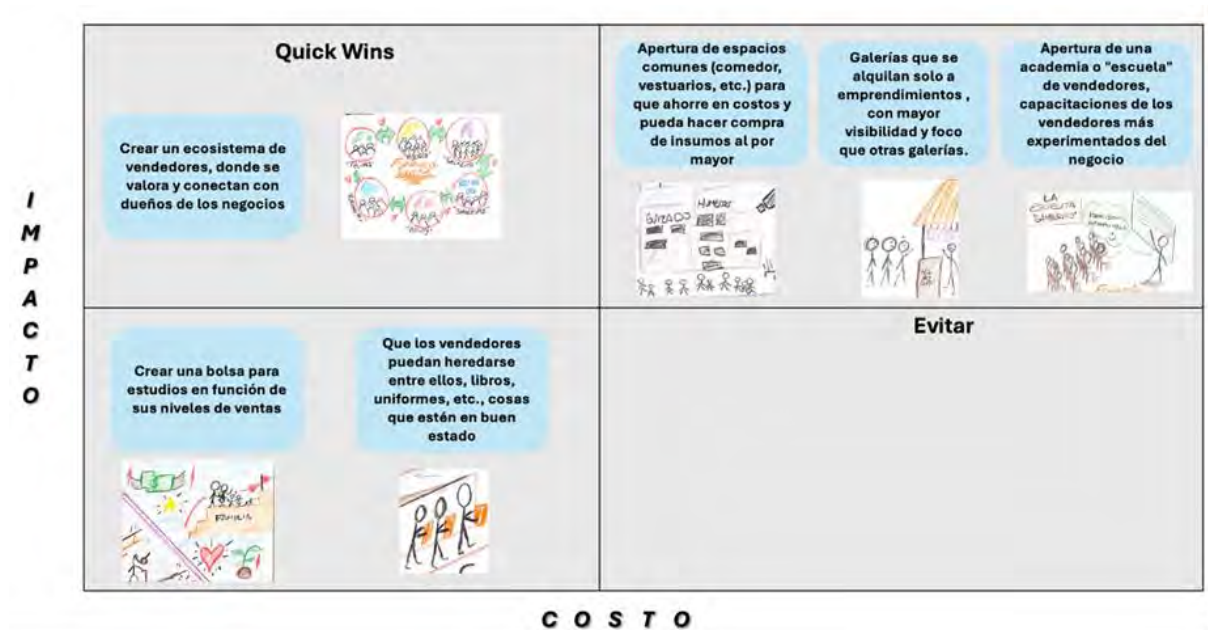 Quick Wins
Crear un ecosistema de
vendedores, donde se
valora y conectan con
dueños de los negocios
Apertura de espacios
comunes (comedor,
vestuarios, etc.) para
que ahorre en costos y
pueda hacer compra
de insumos al por
mayor
Galerías que se
alquilan solo a
emprendimientos ,
con mayor
visibilidad y foco
que otras galerías.
Apertura de una
academia o "escuela"
de vendedores,
capacitaciones de los
vendedores más
experimentados del
negocio
LA
Crear una bolsa para
estudios en función de
sus niveles de ventas
FAMILIA
Que los vendedores
puedan heredarse
entre ellos, libros,
uniformes, etc., cosas
que estén en buen
estado
Evitar
IMPACTO
COSTO